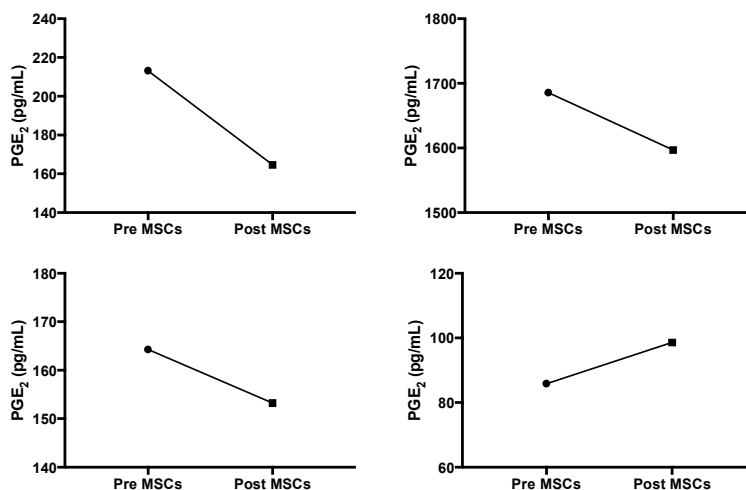 240
220
200
180
160
140
PGE2 (pg/mL)
Pre MSCs
Post MSCs
1800
1700
1600
1500
PGE2 (pg/mL)
Pre MSCs
Post MSCs
180
170
160
150
140
PGE2 (pg/mL)
Pre MSCs
Post MSCs
120
100
80
60
PGE2 (pg/mL)
Pre MSCs
Post MSCs